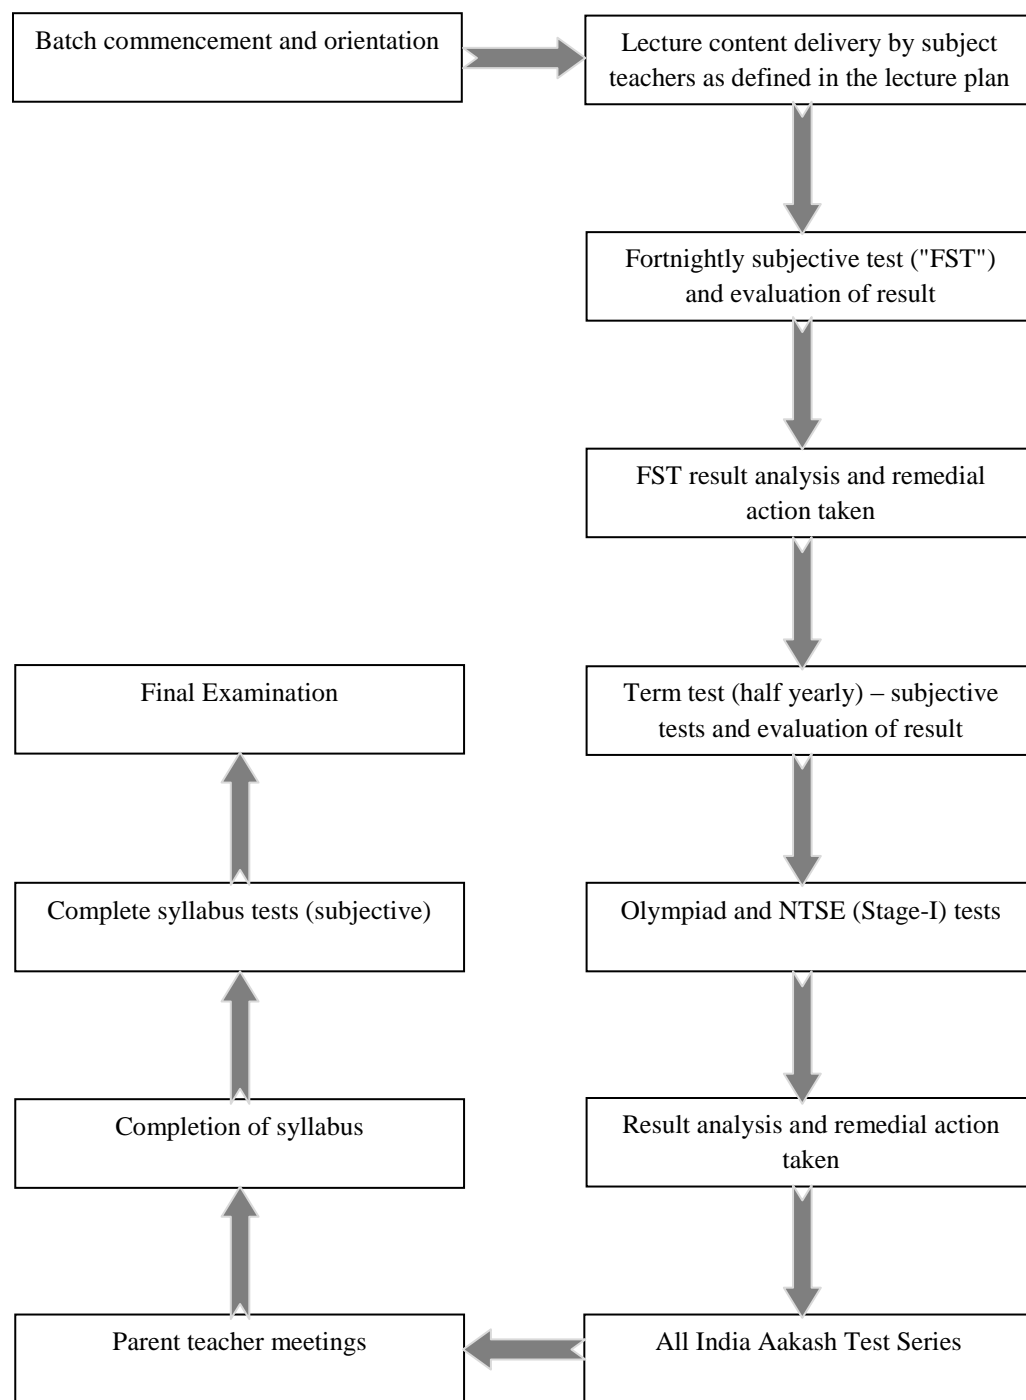 Batch commencement and orientation
Lecture content delivery by subject
teachers as defined in the lecture plan
Fortnightly subjective test ("FST")
and evaluation of result
FST result analysis and remedial
action taken
Term test (half yearly) – subjective
tests and evaluation of result
Olympiad and NTSE (Stage-I) tests
Result analysis and remedial action
taken
All India Aakash Test Series
Parent teacher meetings
Completion of syllabus
Complete syllabus tests (subjective)
Final Examination